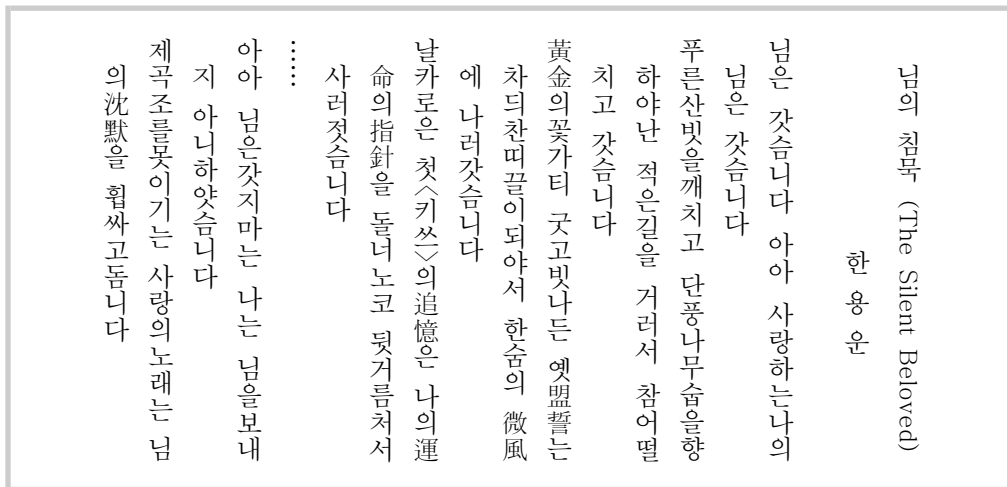 님의 침묵 (The Silent Beloved)
한 용 운
님은 갓슴니다 아아 사랑하는나의
님은 갓슴니다
푸른산빗을깨치고 단풍나무숩을향
하야난 적은길을 거러서 참어떨
치고 갓슴니다
黃金의꽃가티 굿고빗나든 옛盟誓는
차듸찬띠끌이되야서 한숨의 微風
에 나러갓슴니다
날카로은 첫〈키쓰〉의追憶은 나의運
命의指針을 돌너노코 뒷거름처서
사러젓슴니다
……
아아 님은갓지마는 나는 님을보내
지 아니하얏슴니다
제곡조를못이기는 사랑의노래는 님
의沈默을 휩싸고돔니다